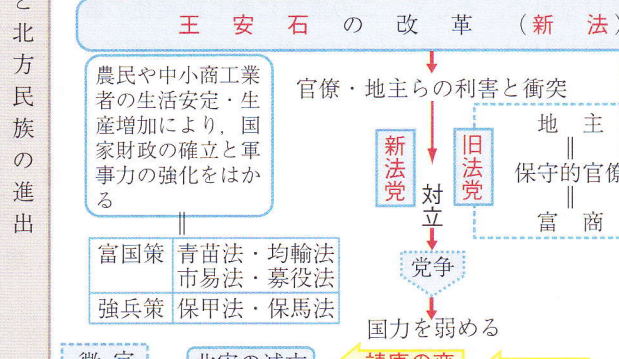 と北方民族の進出
王安石の改革（新法）
農民や中小商工業
者の生活安定・生
産増加により，国
家財政の確立と軍
事力の強化をはか
る
富国策 青苗法・均輸法
市易法・募役法
強兵策 保甲法・保馬法
官僚・地主らの利害と衝突
新法党
対立
旧法党
地主
保守的官僚
富商
党争
国力を弱める
靖康の変